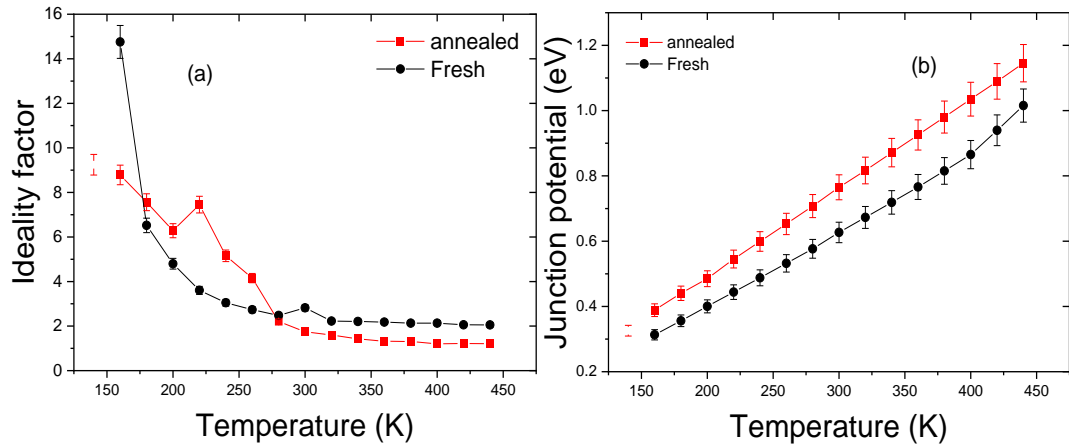 16
14
12
10
8
6
4
2
0
Ideality factor
(a)
annealed
Fresh
150 200 250 300 350 400 450
Temperature (K)
1.2
1.0
0.8
0.6
0.4
0.2
Junction potential (eV)
annealed
Fresh
(b)
150 200 250 300 350 400 450
Temperature (K)